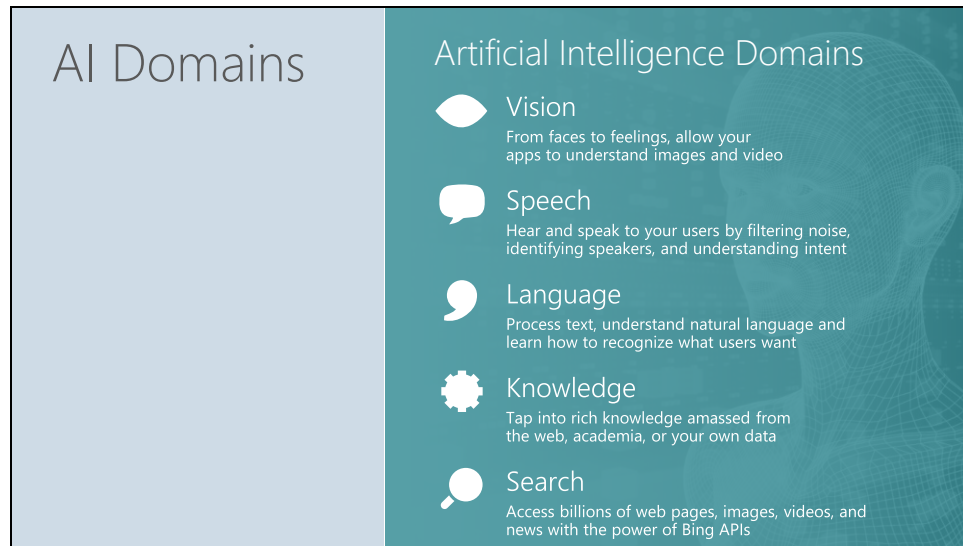 AI Domains
Artificial Intelligence Domains
Vision
From faces to feelings, allow your
apps to understand images and video
Speech
Hear and speak to your users by filtering noise,
identifying speakers, and understanding intent
Language
Process text, understand natural language and
learn how to recognize what users want
Knowledge
Tap into rich knowledge amassed from
the web, academia, or your own data
Search
Access billions of web pages, images, videos, and
news with the power of Bing APIs